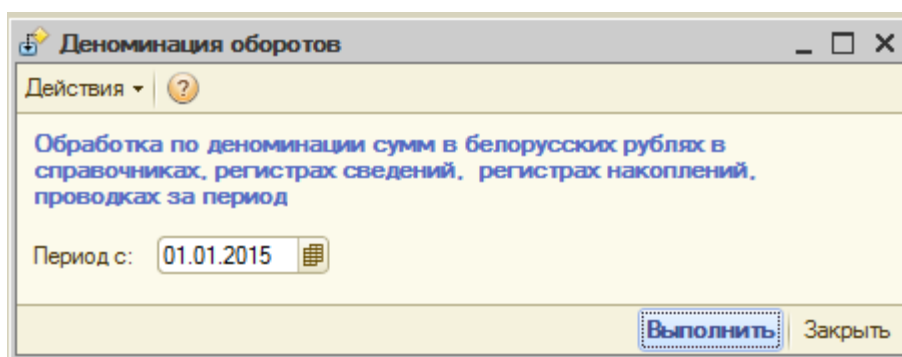 Деноминация оборотов
Действия
Обработка по деноминации сумм в белорусских рублях в
справочниках, регистрах сведений, регистрах накоплений,
проводках за период
Период с: 01.01.2015
Выполнить Закрыть